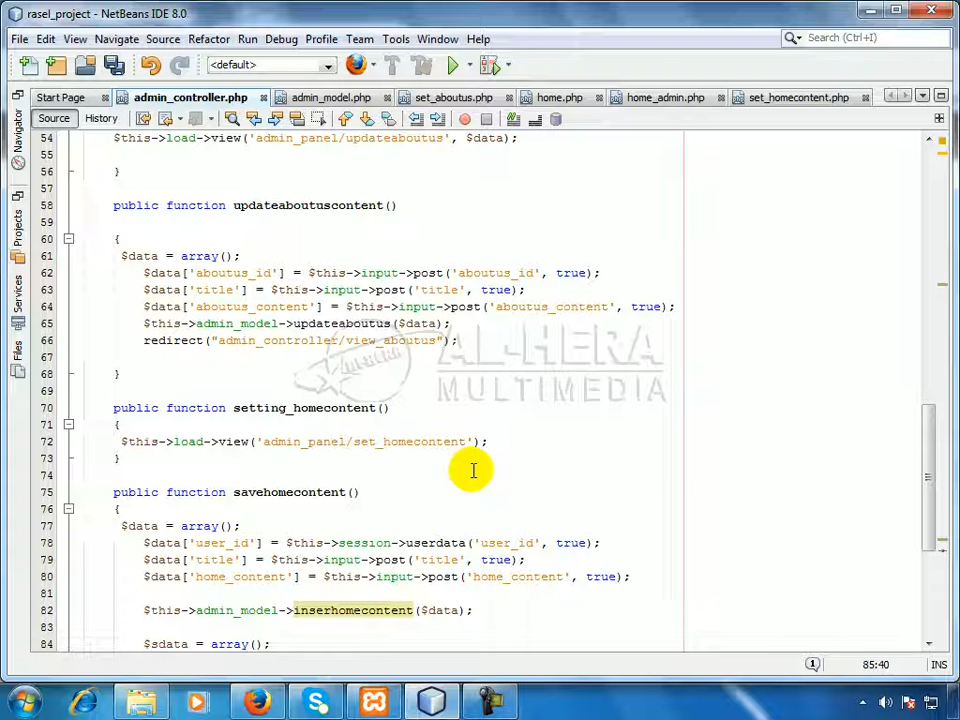 rasel_project - NetBeans IDE 8.0
File Edit View Navigate Source Refactor Run Debug Profile Team Tools Window Help
Search (Ctrl+I)
<default>
Start Page admin_controller.php admin_model.php set_aboutus.php home.php home_admin.php set_homecontent.php
Source History
Navigator
Projects
Services
Files
54 $this->load->view('admin_panel/updateaboutus', $data);
55
56 }
57
58 public function updateaboutuscontent()
59
60 {
61 $data = array();
62 $data['aboutus_id'] = $this->input->post('aboutus_id', true);
63 $data['title'] = $this->input->post('title', true);
64 $data['aboutus_content'] = $this->input->post('aboutus_content', true);
65 $this->admin_model->updateaboutus($data);
66 redirect("admin_controller/view_aboutus");
67
68 }
69
70 public function setting_homecontent()
71 {
72 $this->load->view('admin_panel/set_homecontent');
73 }
74
75 public function savehomecontent()
76 {
77 $data = array();
78 $data['user_id'] = $this->session->userdata('user_id', true);
79 $data['title'] = $this->input->post('title', true);
80 $data['home_content'] = $this->input->post('home_content', true);
81
82 $this->admin_model->inserhomecontent($data);
83
84 $sdata = array();
AL-HERA
MULTIMEDIA
1 85:40 INS